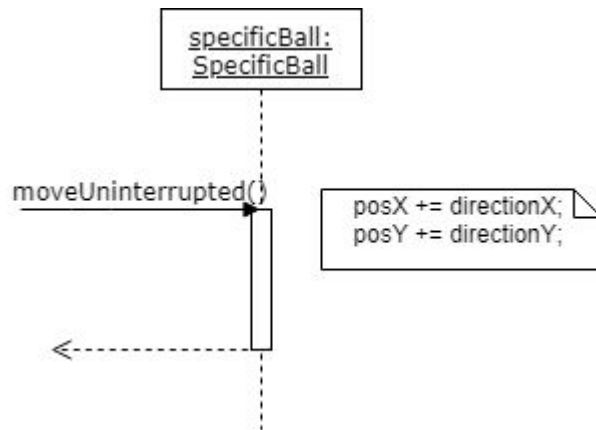 specificBall:
SpecificBall
moveUninterrupted()
posX += directionX;
posY += directionY;